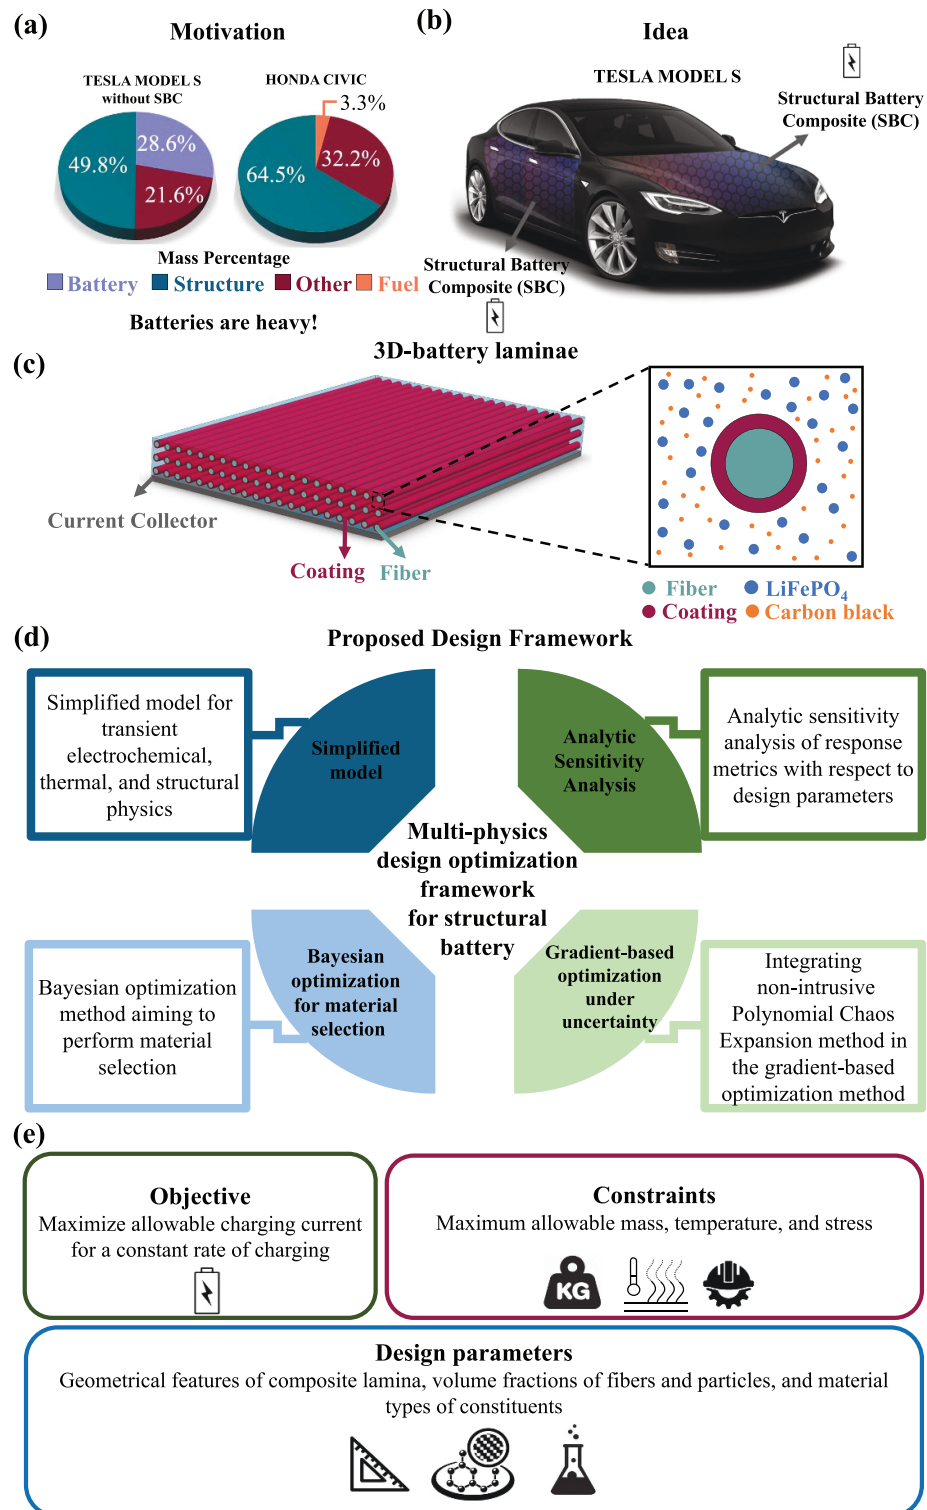 (a)
Motivation
TESLA MODEL S
without SBC
28.6%
49.8%
21.6%
HONDA CIVIC
3.3%
32.2%
64.5%
Mass Percentage
Battery Structure Other Fuel
Batteries are heavy!
(b)
Idea
TESLA MODEL S
Structural Battery
Composite (SBC)
Structural Battery
Composite (SBC)
(c)
3D-battery laminae
Current Collector
Coating Fiber
Fiber LiFePO₄
Coating Carbon black
(d)
Proposed Design Framework
Simplified model for
transient
electrochemical,
thermal, and structural
physics
Simplified
model
Analytic
Sensitivity
Analysis
Analytic sensitivity
analysis of response
metrics with respect to
design parameters
Multi-physics
design optimization
framework
for structural
battery
Bayesian optimization
method aiming to
perform material
selection
Bayesian
optimization
for material
selection
Gradient-based
optimization
under
uncertainty
Integrating
non-intrusive
Polynomial Chaos
Expansion method in
the gradient-based
optimization method
(e)
Objective
Maximize allowable charging current
for a constant rate of charging
Constraints
Maximum allowable mass, temperature, and stress
KG
Design parameters
Geometrical features of composite lamina, volume fractions of fibers and particles, and material
types of constituents